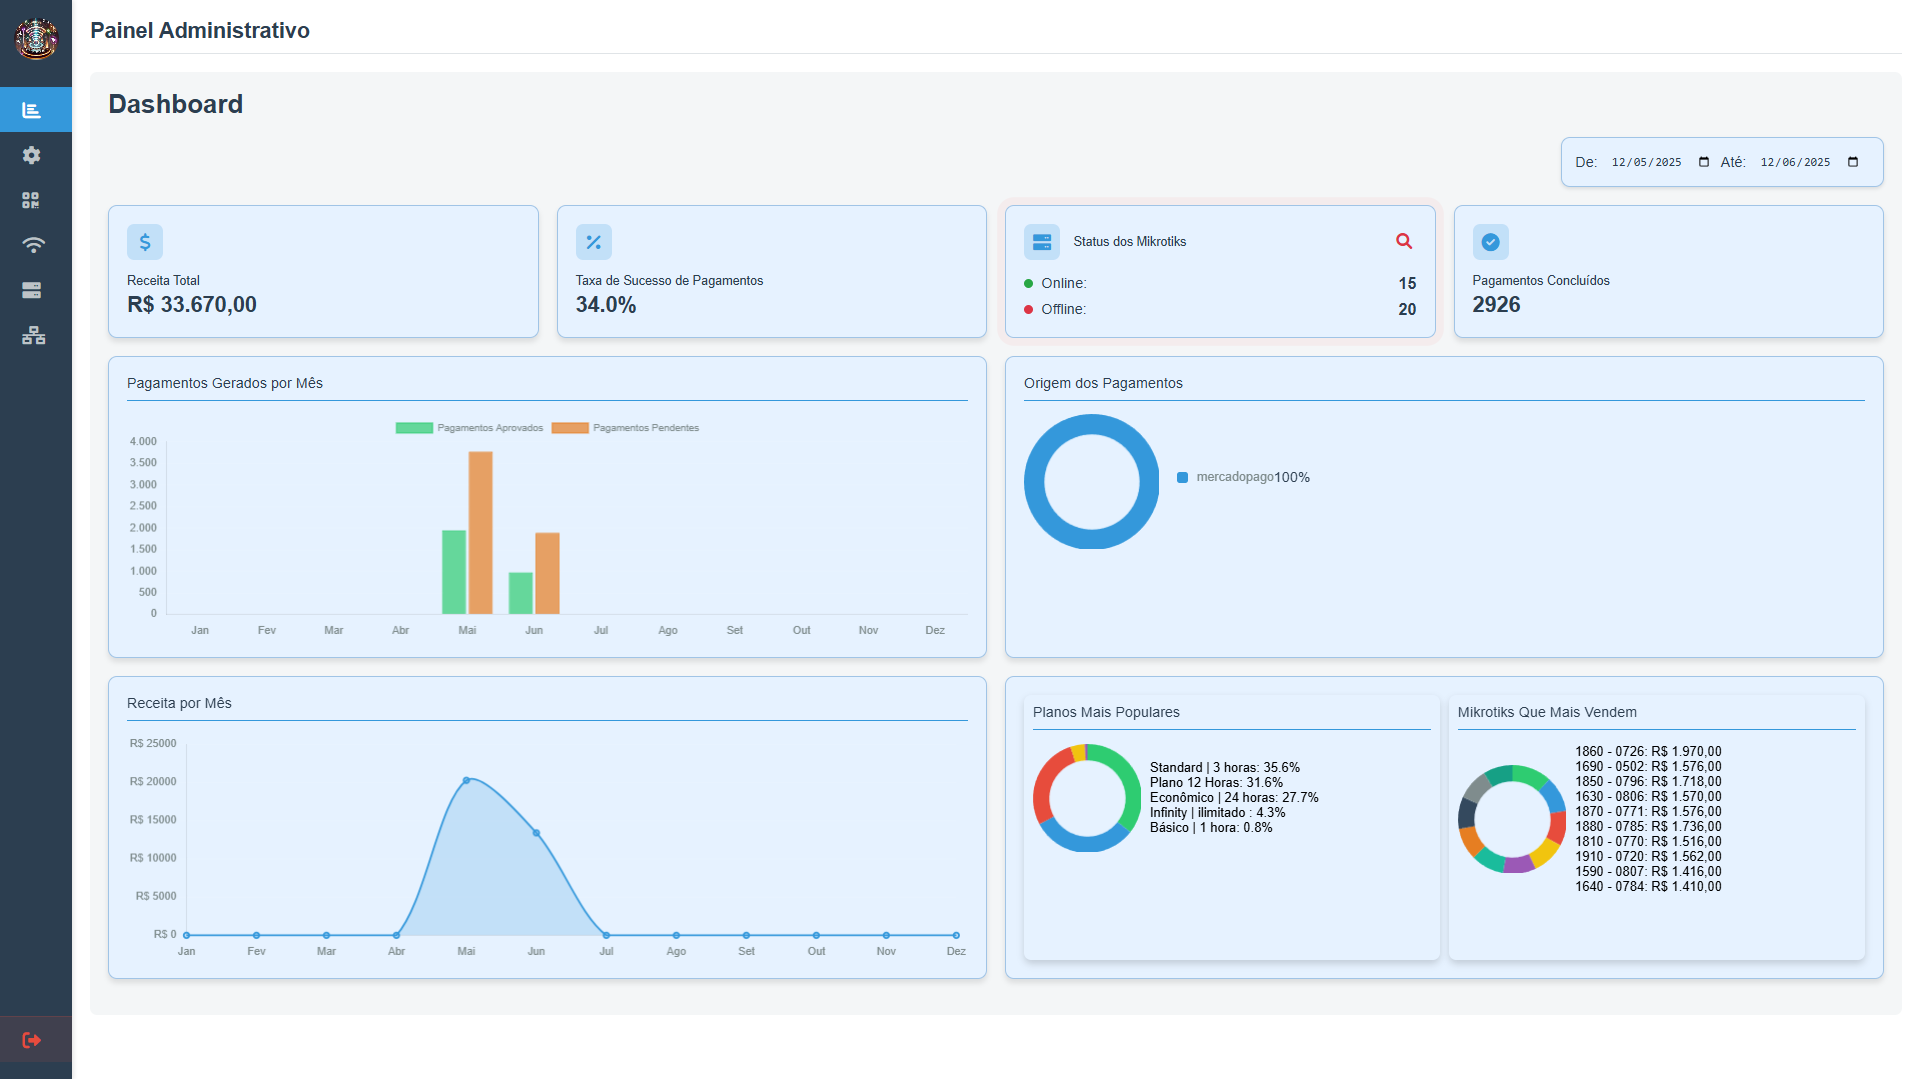 Painel Administrativo
Dashboard
De: 12/05/2025 Até: 12/06/2025
Receita Total
R$ 33.670,00
Taxa de Sucesso de Pagamentos
34.0%
Status dos Mikrotiks
Online: 15
Offline: 20
Pagamentos Concluídos
2926
Pagamentos Gerados por Mês
Pagamentos Aprovados Pagamentos Pendentes
4.000
3.500
3.000
2.500
2.000
1.500
1.000
500
0
Jan Fev Mar Abr Mai Jun Jul Ago Set Out Nov Dez
Origem dos Pagamentos
mercadopago100%
Receita por Mês
R$ 25000
R$ 20000
R$ 15000
R$ 10000
R$ 5000
R$ 0
Jan Fev Mar Abr Mai Jun Jul Ago Set Out Nov Dez
Planos Mais Populares
Standard | 3 horas: 35.6%
Plano 12 Horas: 31.6%
Econômico | 24 horas: 27.7%
Infinity | ilimitado : 4.3%
Básico | 1 hora: 0.8%
Mikrotiks Que Mais Vendem
1860 - 0726: R$ 1.970,00
1690 - 0502: R$ 1.576,00
1850 - 0796: R$ 1.718,00
1630 - 0806: R$ 1.570,00
1870 - 0771: R$ 1.576,00
1880 - 0785: R$ 1.736,00
1810 - 0770: R$ 1.516,00
1910 - 0720: R$ 1.562,00
1590 - 0807: R$ 1.416,00
1640 - 0784: R$ 1.410,00